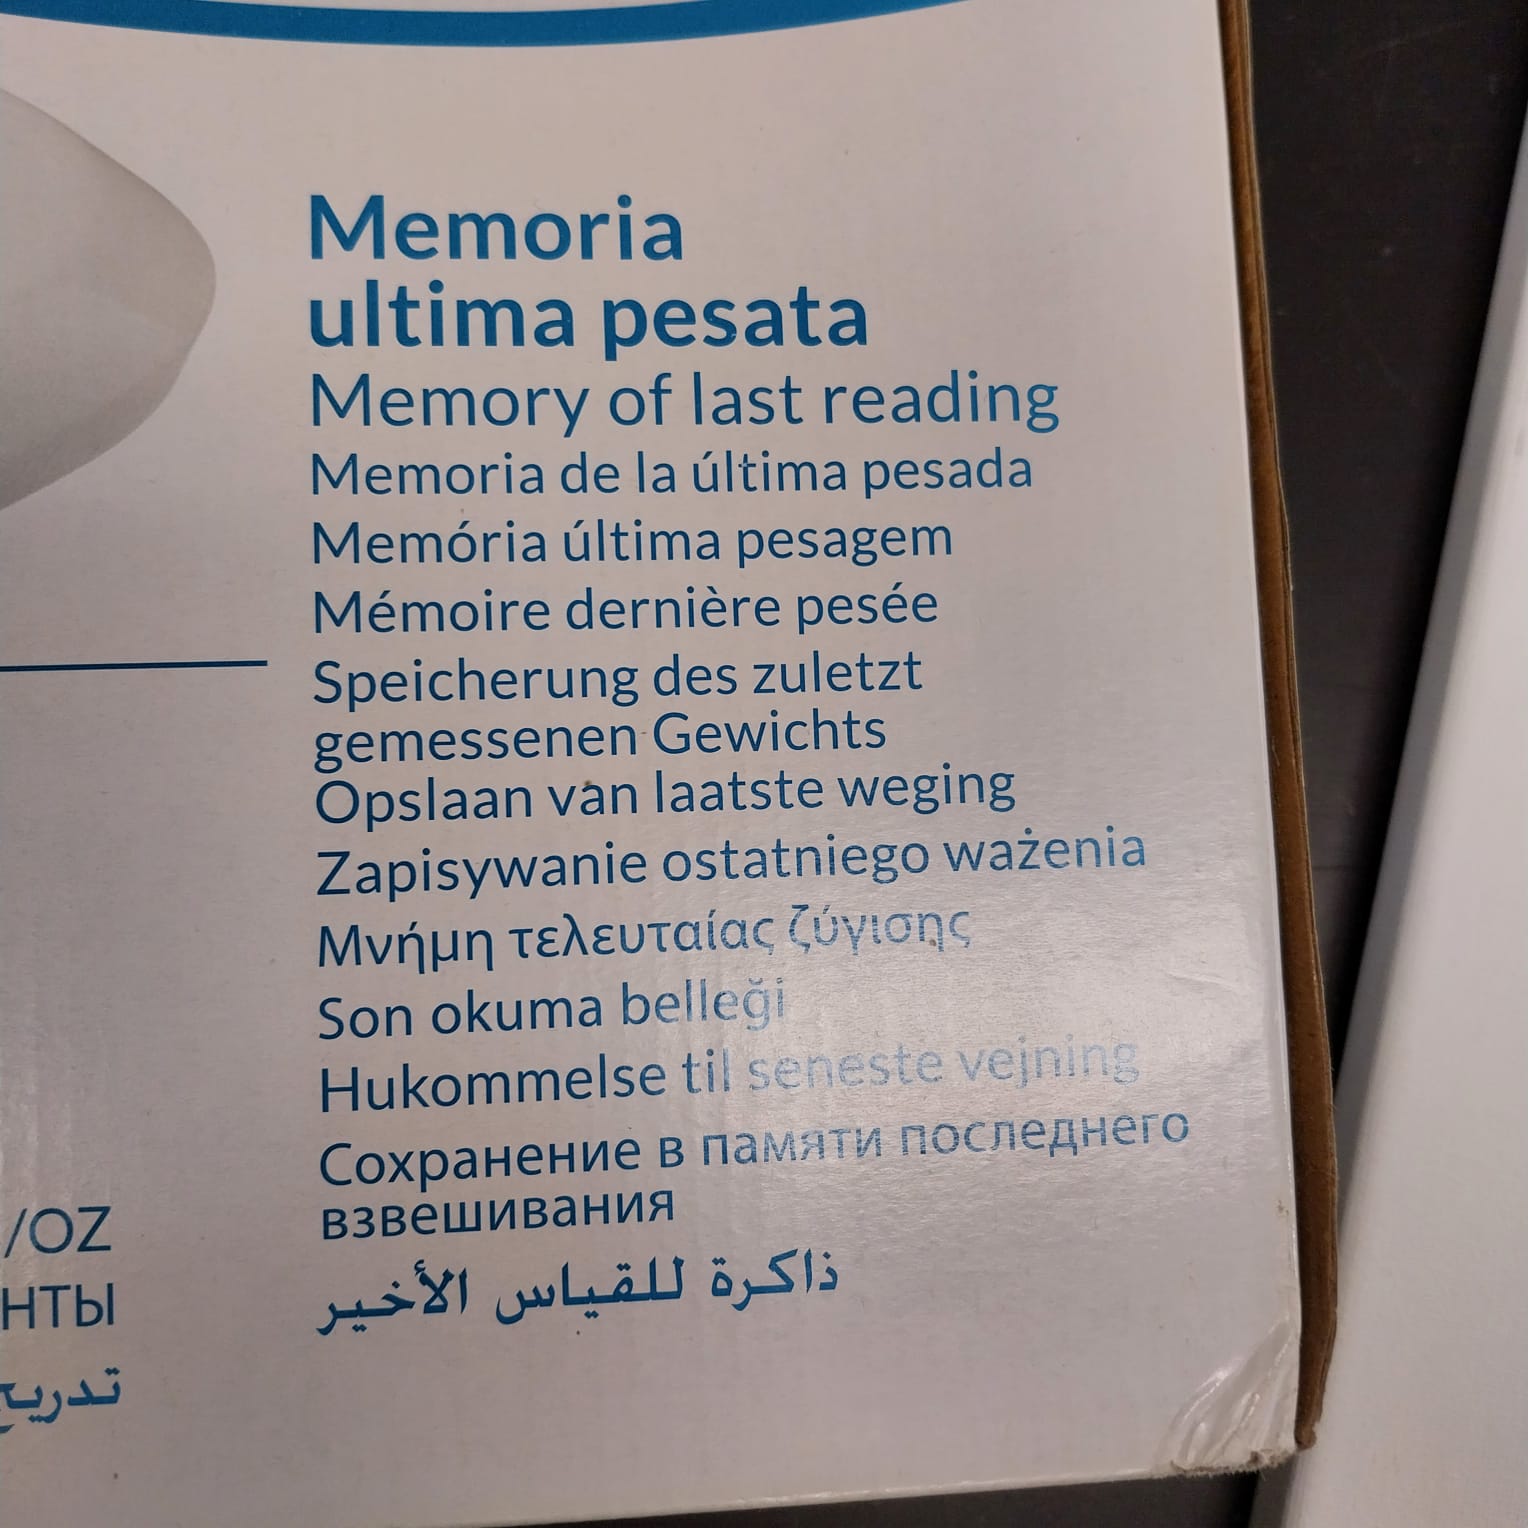 Memoria
ultima pesata
Memory of last reading
Memoria de la última pesada
Memória última pesagem
Mémoire dernière pesée
Speicherung des zuletzt
gemessenen Gewichts
Opslaan van laatste weging
Zapisywanie ostatniego ważenia
Μνήμη τελευταίας ζύγισης
Son okuma belleği
Hukommelse til seneste vejning
Сохранение в памяти последнего
взвешивания
ذاكرة للقياس الأخير
/OZ
НТЫ
تدريج